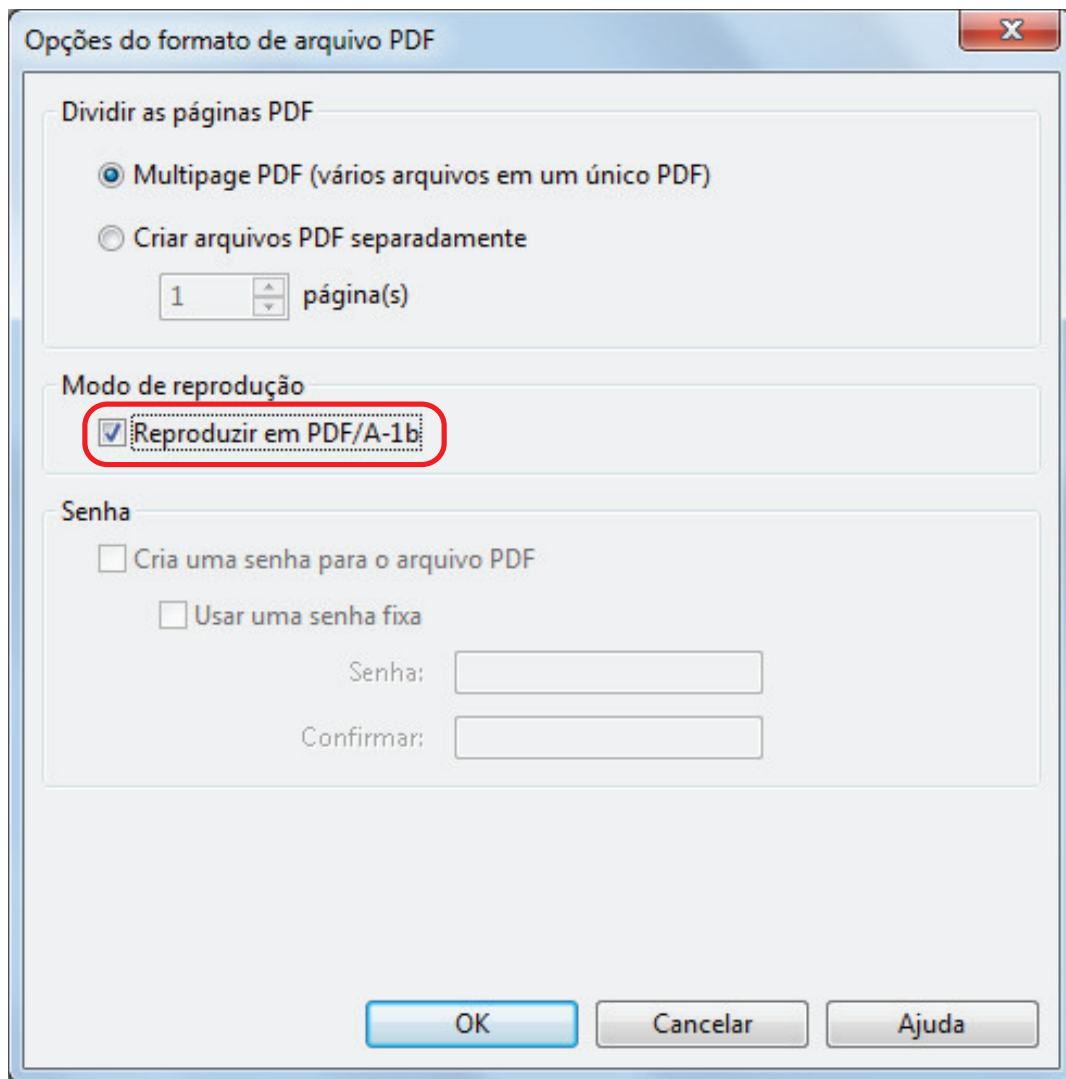 Opções do formato de arquivo PDF
Dividir as páginas PDF
Multipage PDF (vários arquivos em um único PDF)
Criar arquivos PDF separadamente
1 página(s)
Modo de reprodução
Reproduzir em PDF/A-1b
Senha
Cria uma senha para o arquivo PDF
Usar uma senha fixa
Senha:
Confirmar:
OK Cancelar Ajuda